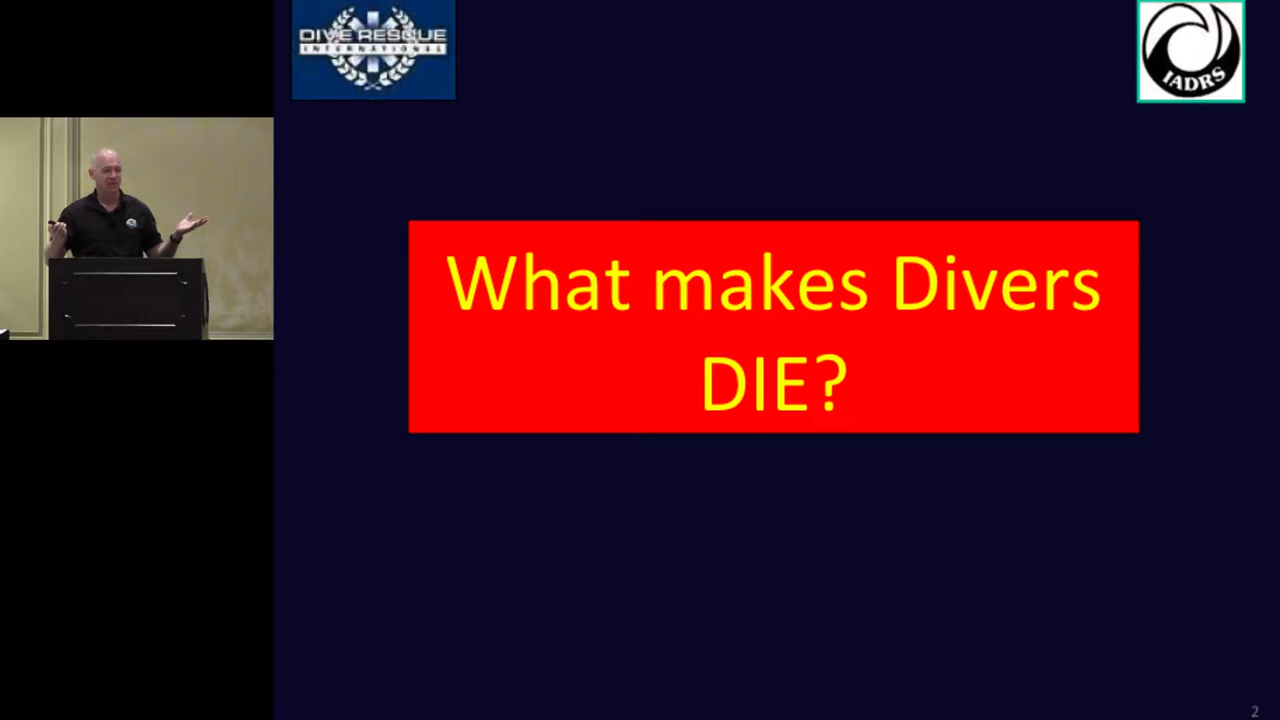 DIVE RESCUE
INTERNATIONAL
IADRS
What makes Divers
DIE?
2